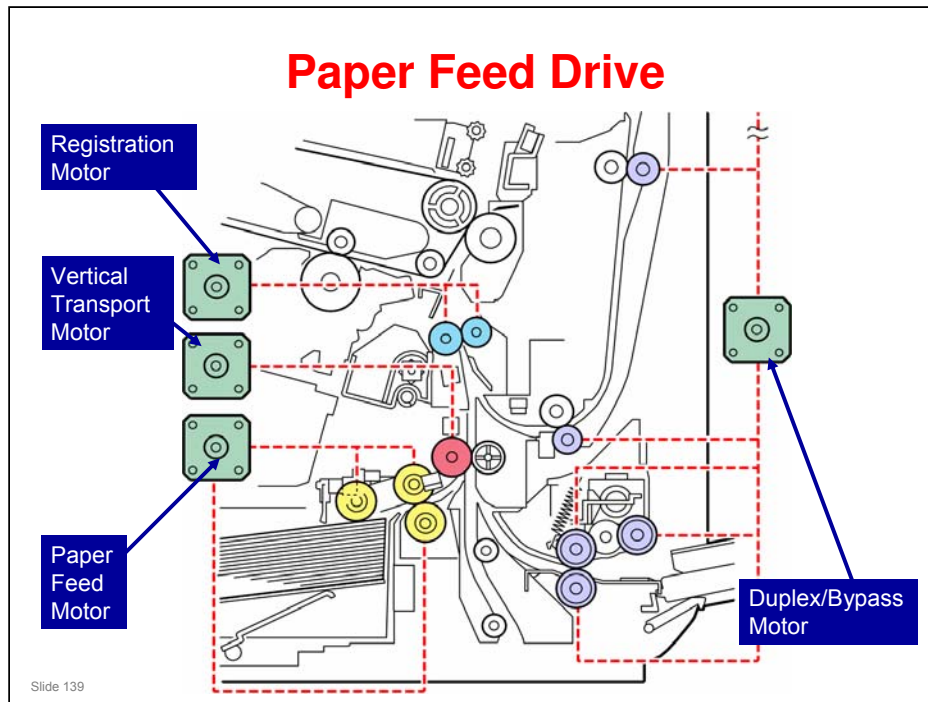 Paper Feed Drive
Registration
Motor
Vertical
Transport
Motor
Paper
Feed
Motor
Duplex/Bypass
Motor
Slide 139